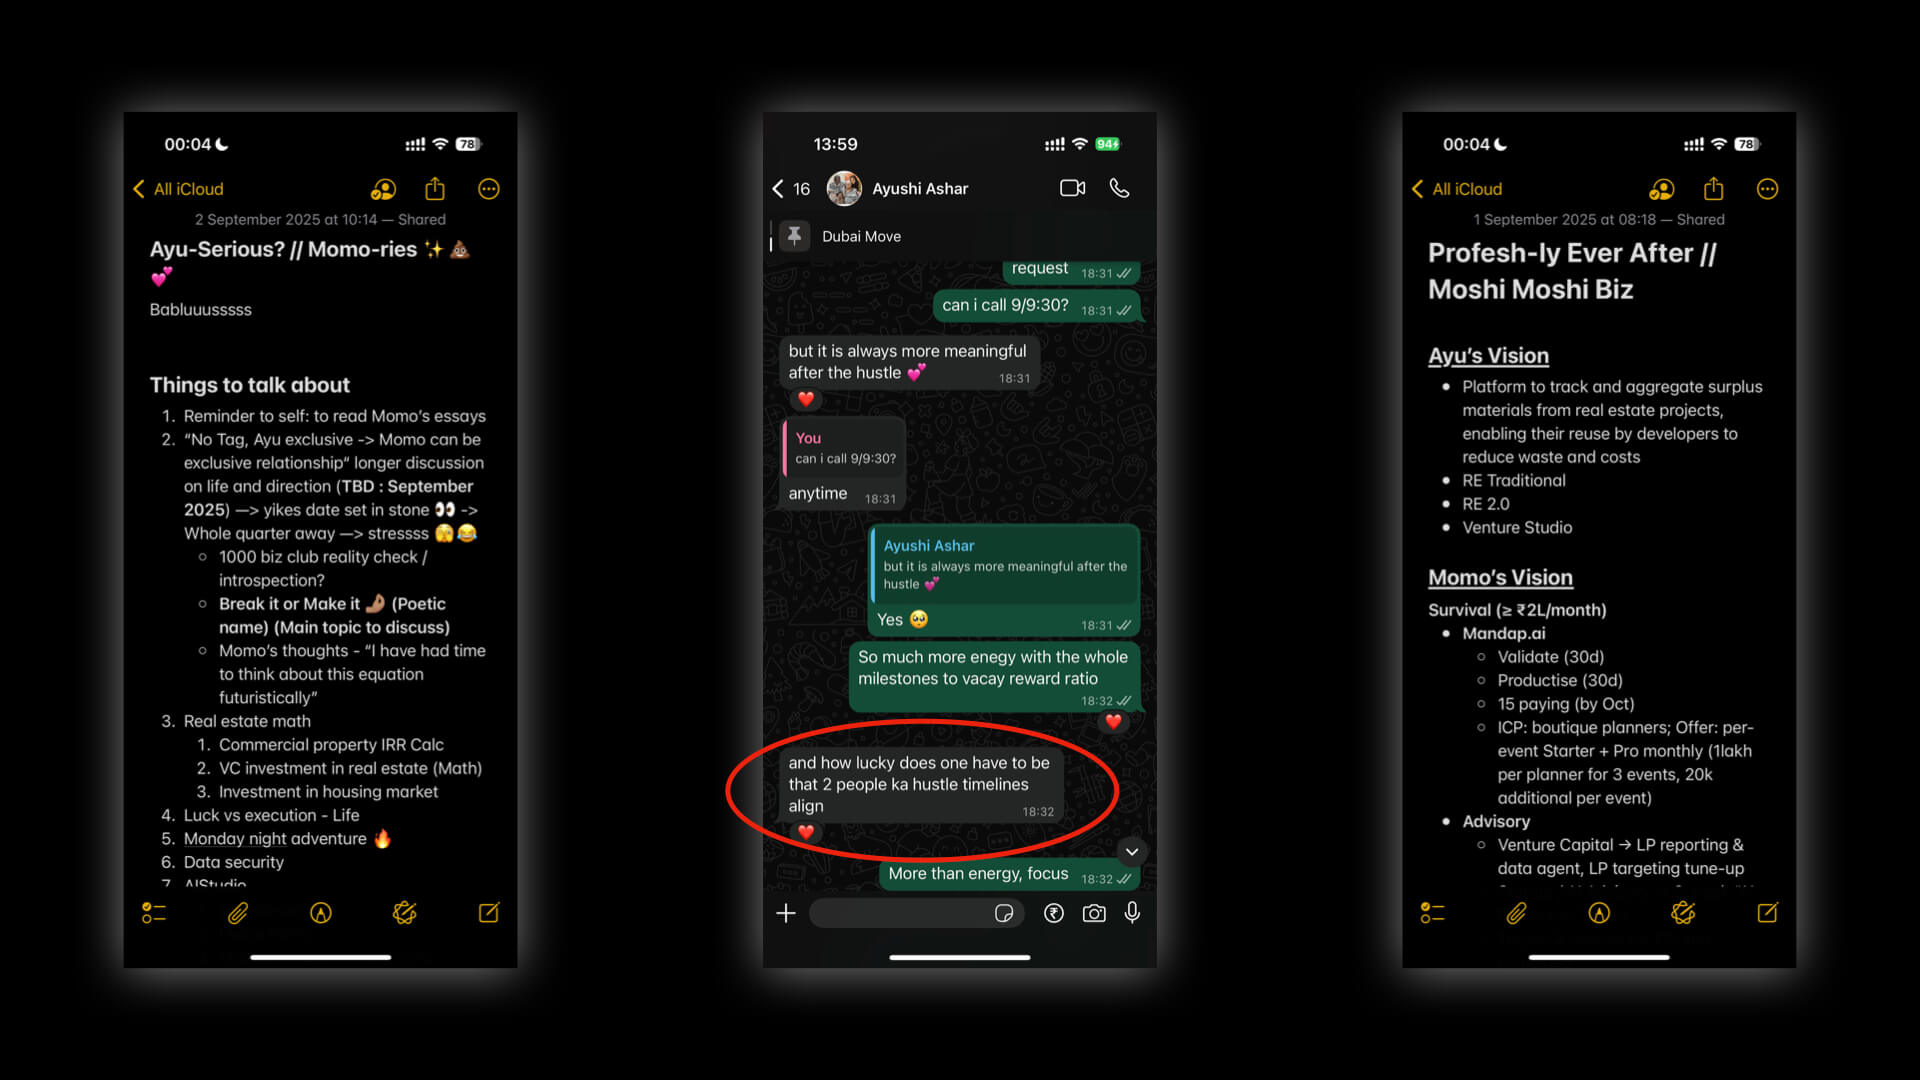 00:04
78
All iCloud
2 September 2025 at 10:14 — Shared
Ayu-Serious? // Momo-ries ✨💩
💕
Babluuusssss
Things to talk about
1. Reminder to self: to read Momo's essays
2. “No Tag, Ayu exclusive -> Momo can be
exclusive relationship“ longer discussion
on life and direction (TBD : September
2025) —> yikes date set in stone 👀 ->
Whole quarter away —> stressss 🫣😂
○ 1000 biz club reality check /
introspection?
○ Break it or Make it 🤌🏽 (Poetic
name) (Main topic to discuss)
○ Momo's thoughts - “I have had time
to think about this equation
futuristically”
3. Real estate math
1. Commercial property IRR Calc
2. VC investment in real estate (Math)
3. Investment in housing market
4. Luck vs execution - Life
5. Monday night adventure 🔥
6. Data security
7. AIStudio
13:59
94
16
Ayushi Ashar
Dubai Move
request 18:31
can i call 9/9:30? 18:31
but it is always more meaningful
after the hustle 💕
18:31
❤️
You
can i call 9/9:30?
anytime 18:31
Ayushi Ashar
but it is always more meaningful after the
hustle 💕
Yes 🥺
18:31
So much more enegy with the whole
milestones to vacay reward ratio
18:32
❤️
and how lucky does one have to be
that 2 people ka hustle timelines
align
18:32
❤️
More than energy, focus 18:32
00:04
78
All iCloud
1 September 2025 at 08:18 — Shared
Profesh-ly Ever After //
Moshi Moshi Biz
Ayu's Vision
• Platform to track and aggregate surplus
materials from real estate projects,
enabling their reuse by developers to
reduce waste and costs
• RE Traditional
• RE 2.0
• Venture Studio
Momo's Vision
Survival (≥ ₹2L/month)
• Mandap.ai
○ Validate (30d)
○ Productise (30d)
○ 15 paying (by Oct)
○ ICP: boutique planners; Offer: per-
event Starter + Pro monthly (1lakh
per planner for 3 events, 20k
additional per event)
• Advisory
○ Venture Capital → LP reporting &
data agent, LP targeting tune-up